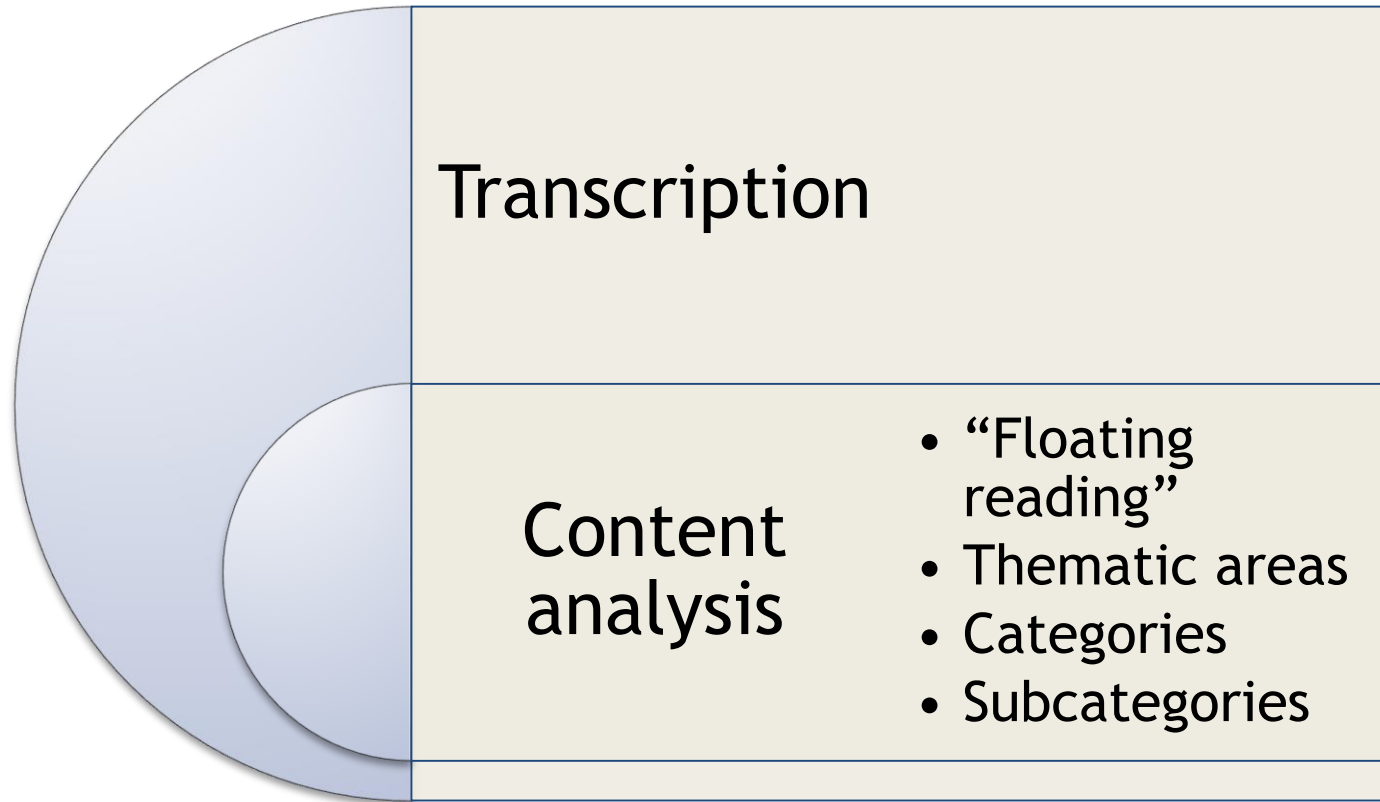 Transcription
Content
analysis
• “Floating
reading”
• Thematic areas
• Categories
• Subcategories